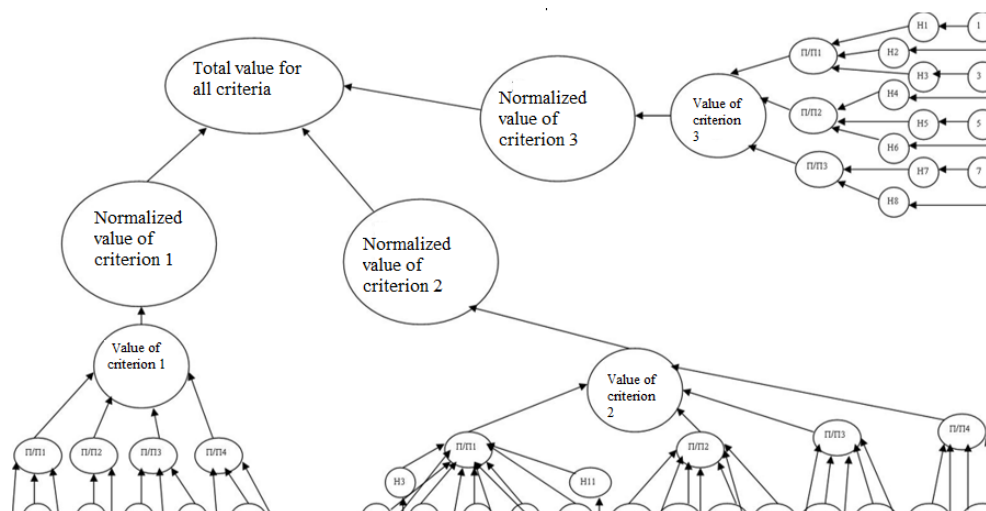 Total value for
all criteria
Normalized
value of
criterion 3
Value of
criterion
3
П/П1
П/П2
П/П3
H1
H2
H3
H4
H5
H6
H7
H8
1
3
5
7
Normalized
value of
criterion 1
Normalized
value of
criterion 2
Value of
criterion 1
Value of
criterion
2
П/П1
П/П2
П/П3
П/П4
П/П1
П/П2
П/П3
П/П4
H3
H11